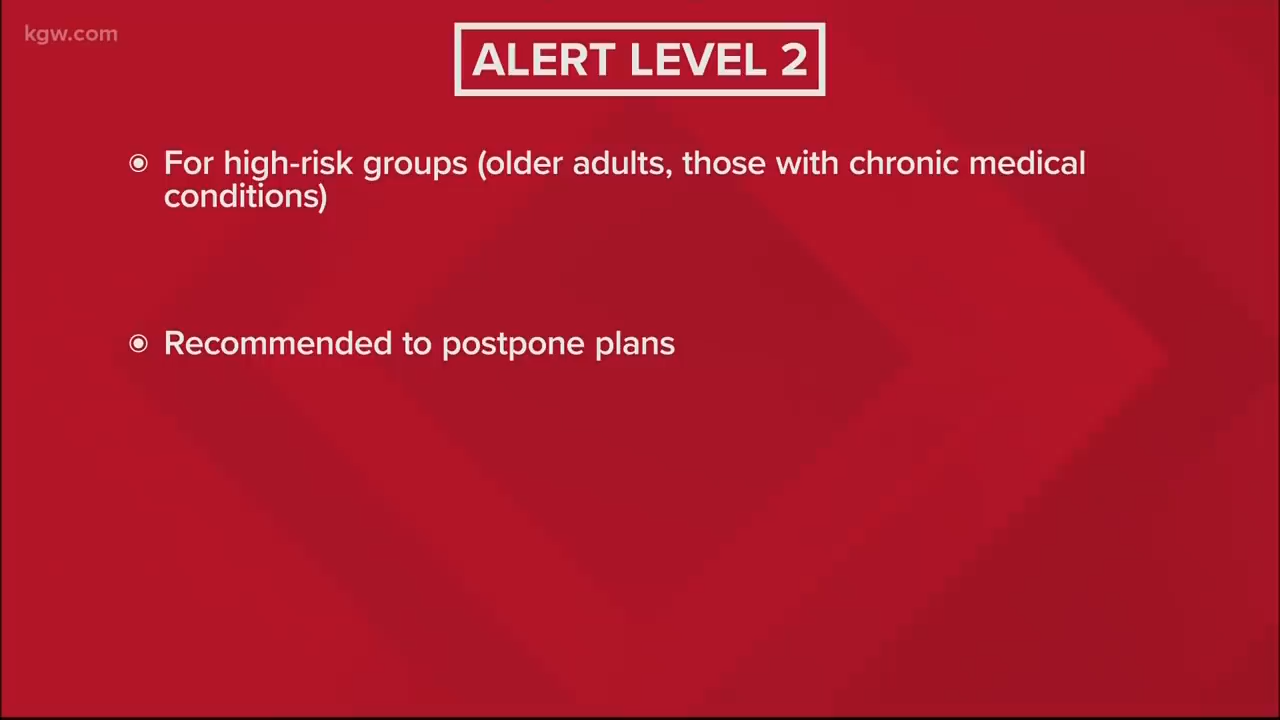 kgw.com
ALERT LEVEL 2
For high-risk groups (older adults, those with chronic medical
conditions)
Recommended to postpone plans